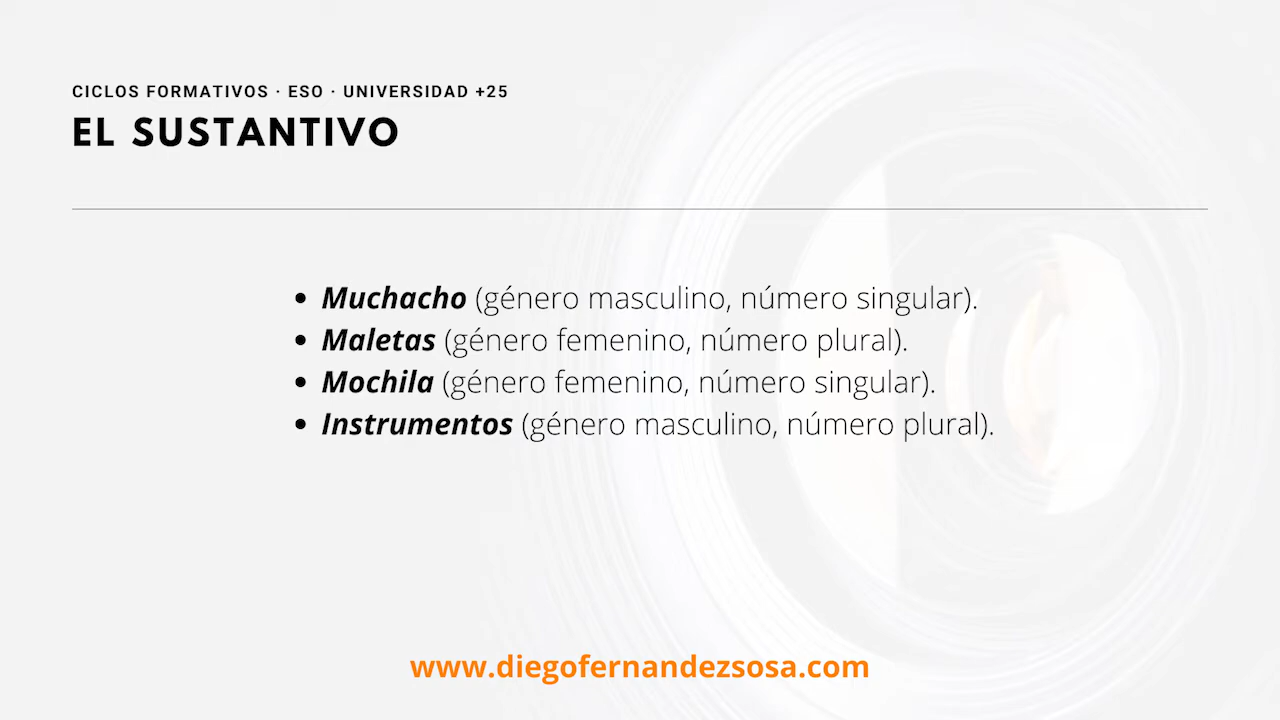 CICLOS FORMATIVOS · ESO · UNIVERSIDAD +25
EL SUSTANTIVO
• Muchacho (género masculino, número singular).
• Maletas (género femenino, número plural).
• Mochila (género femenino, número singular).
• Instrumentos (género masculino, número plural).
www.diegofernandezsosa.com